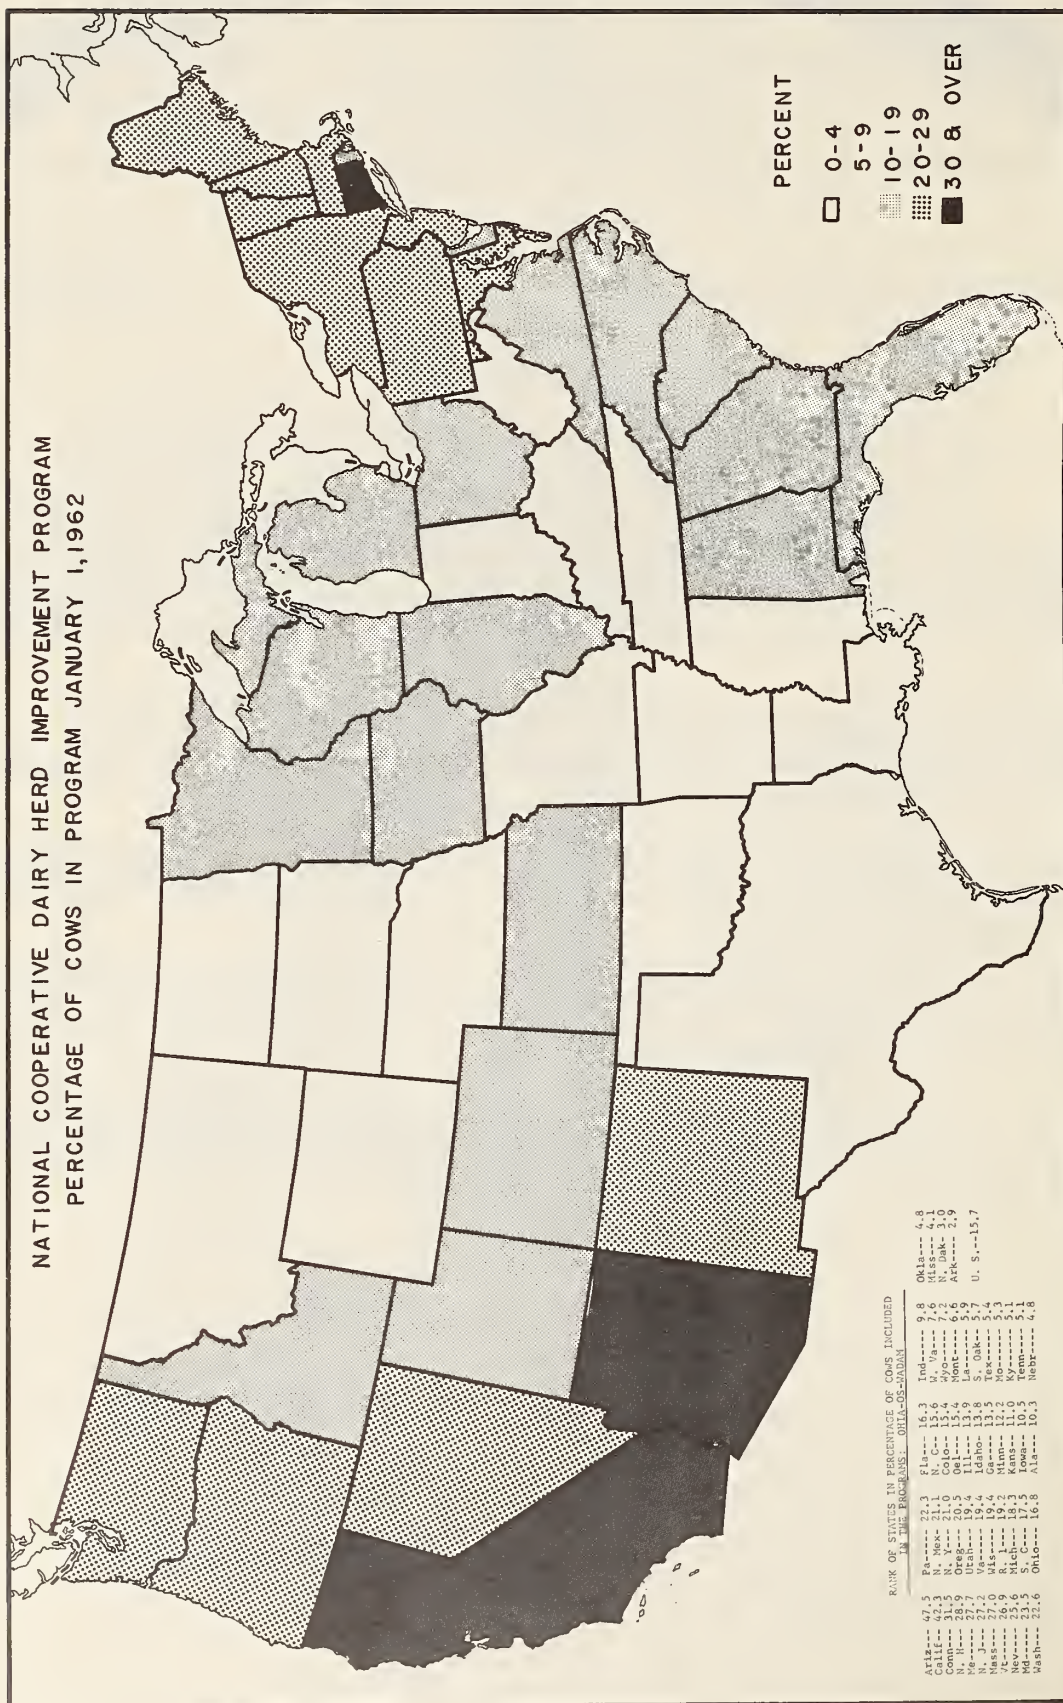 NATIONAL COOPERATIVE DAIRY HERD IMPROVEMENT PROGRAM
PERCENTAGE OF COWS IN PROGRAM JANUARY 1, 1962
PERCENT
0-4
5-9
10-19
20-29
30 & OVER
RANK OF STATES IN PERCENTAGE OF COWS INCLUDED
IN THE PROGRAMS: DHIA-OS-WADAM
Ariz--- 47.5 Pa----- 22.3 Fla--- 16.3 Ind----- 9.8 Okla--- 4.8
Calif-- 42.3 N. Mex- 21.1 N. C-- 15.6 W. Va--- 7.6 Miss--- 4.1
Conn--- 31.5 N. Y--- 21.0 Colo-- 15.4 Wyo----- 7.2 N. Dak- 3.0
N. H--- 28.9 Oreg--- 20.5 Del--- 15.4 Mont---- 6.6 Ark---- 2.9
Me----- 27.7 Utah--- 19.4 Ill--- 13.9 La------ 5.9
N. J--- 27.2 Va----- 19.4 Idaho- 13.8 S. Dak-- 5.7 U. S.--15.7
Mass--- 27.0 Wis---- 19.4 Ga---- 13.5 Tex----- 5.4
Vt----- 26.9 R. I--- 19.2 Minn-- 12.2 Mo------ 5.3
Nev---- 25.6 Mich--- 18.3 Kans-- 11.0 Ky------ 5.1
Md----- 23.5 S. C--- 17.5 Iowa-- 10.5 Tenn---- 5.1
Wash--- 22.6 Ohio--- 16.8 Ala--- 10.3 Nebr---- 4.8